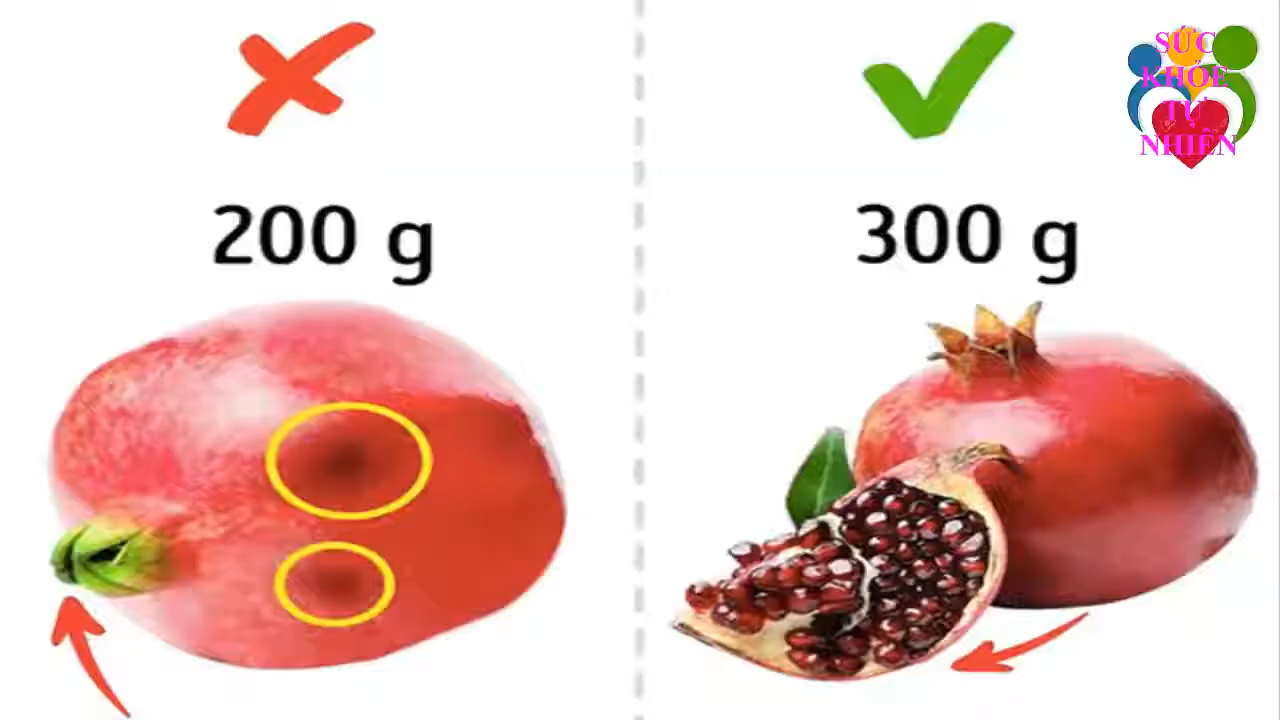 200 g
300 g
SỨC
KHỎE
TỰ
NHIÊN